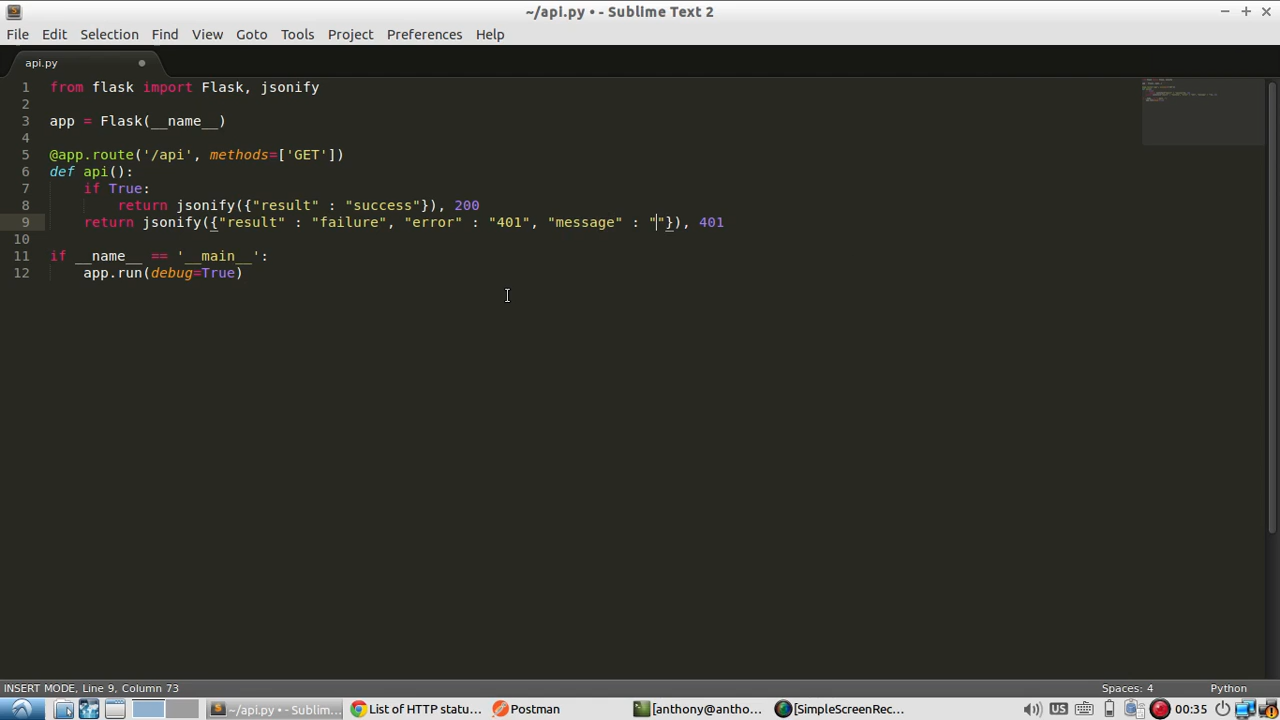 ~/api.py • - Sublime Text 2
File Edit Selection Find View Goto Tools Project Preferences Help
api.py
1 from flask import Flask, jsonify
2
3 app = Flask(__name__)
4
5 @app.route('/api', methods=['GET'])
6 def api():
7 if True:
8 return jsonify({"result" : "success"}), 200
9 return jsonify({"result" : "failure", "error" : "401", "message" : ""}), 401
10
11 if __name__ == '__main__':
12 app.run(debug=True)
INSERT MODE, Line 9, Column 73 Spaces: 4 Python
~/api.py • - Sublim... List of HTTP statu... Postman [anthony@antho... [SimpleScreenRec... US 00:35